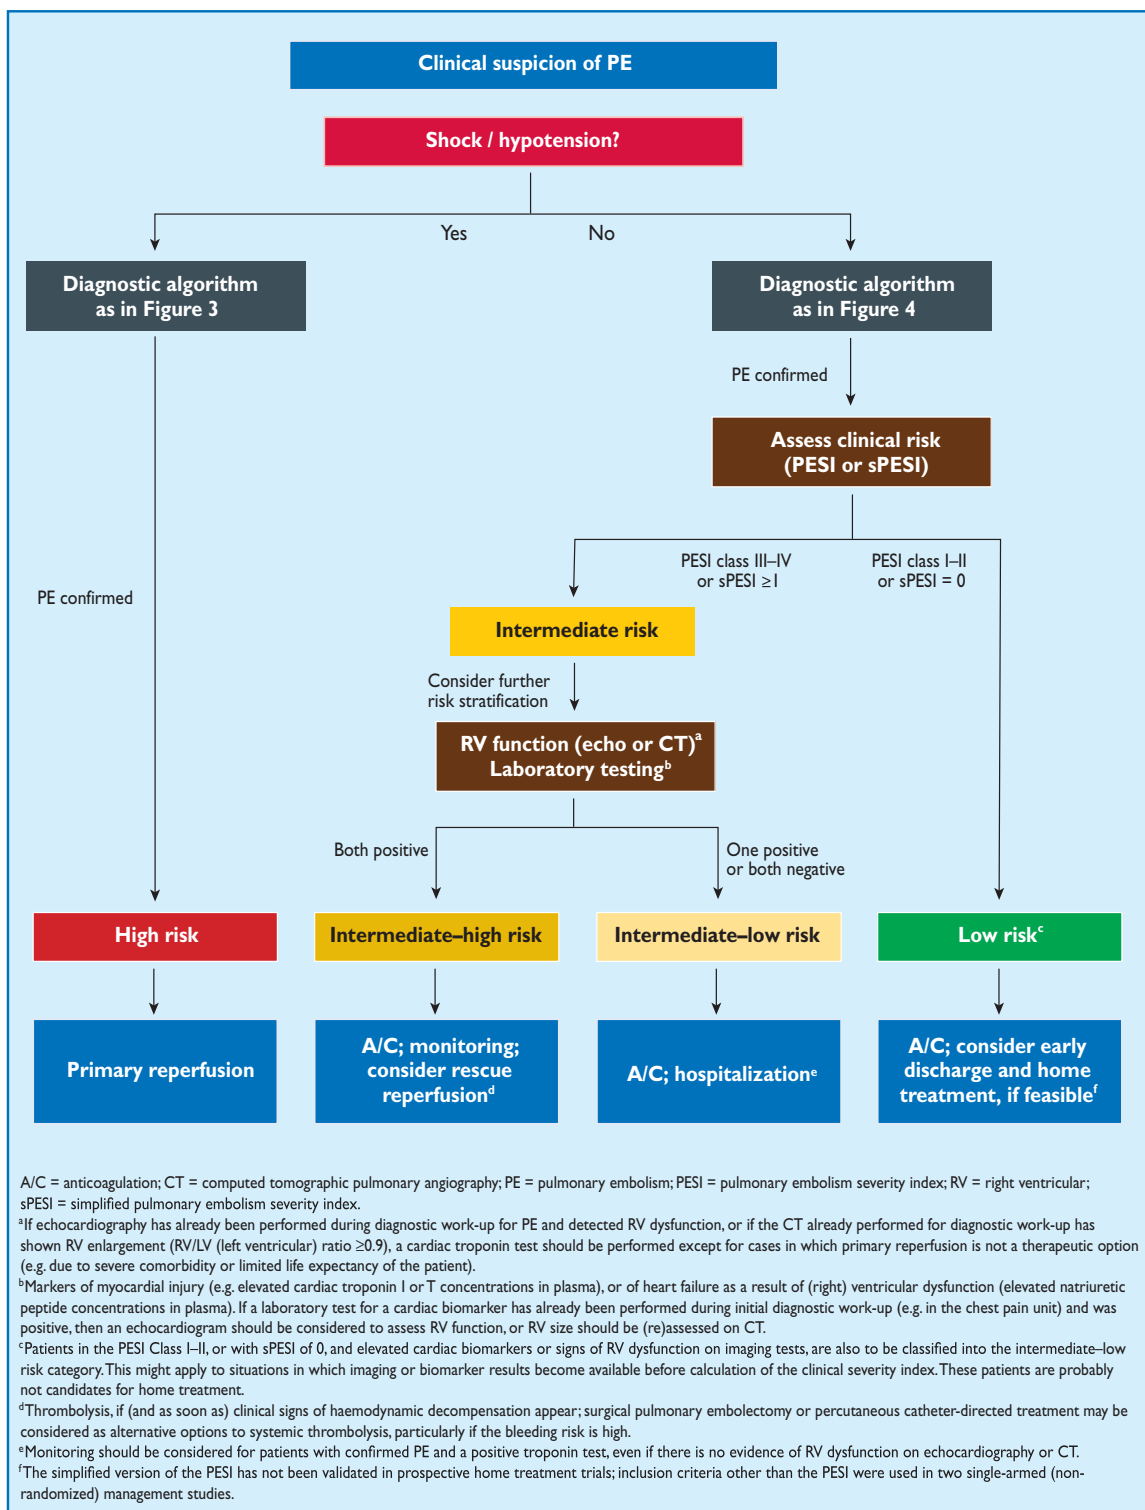 Clinical suspicion of PE
Shock / hypotension?
Yes
No
Diagnostic algorithm
as in Figure 3
Diagnostic algorithm
as in Figure 4
PE confirmed
Assess clinical risk
(PESI or sPESI)
PESI class III–IV
or sPESI ≥1
PESI class I–II
or sPESI = 0
PE confirmed
Intermediate risk
Consider further
risk stratification
RV function (echo or CT)ᵃ
Laboratory testingᵇ
Both positive
One positive
or both negative
High risk
Intermediate–high risk
Intermediate–low risk
Low riskᶜ
Primary reperfusion
A/C; monitoring;
consider rescue
reperfusionᵈ
A/C; hospitalizationᵉ
A/C; consider early
discharge and home
treatment, if feasibleᶠ
A/C = anticoagulation; CT = computed tomographic pulmonary angiography; PE = pulmonary embolism; PESI = pulmonary embolism severity index; RV = right ventricular;
sPESI = simplified pulmonary embolism severity index.
ᵃIf echocardiography has already been performed during diagnostic work-up for PE and detected RV dysfunction, or if the CT already performed for diagnostic work-up has
shown RV enlargement (RV/LV (left ventricular) ratio ≥0.9), a cardiac troponin test should be performed except for cases in which primary reperfusion is not a therapeutic option
(e.g. due to severe comorbidity or limited life expectancy of the patient).
ᵇMarkers of myocardial injury (e.g. elevated cardiac troponin I or T concentrations in plasma), or of heart failure as a result of (right) ventricular dysfunction (elevated natriuretic
peptide concentrations in plasma). If a laboratory test for a cardiac biomarker has already been performed during initial diagnostic work-up (e.g. in the chest pain unit) and was
positive, then an echocardiogram should be considered to assess RV function, or RV size should be (re)assessed on CT.
ᶜPatients in the PESI Class I–II, or with sPESI of 0, and elevated cardiac biomarkers or signs of RV dysfunction on imaging tests, are also to be classified into the intermediate–low
risk category. This might apply to situations in which imaging or biomarker results become available before calculation of the clinical severity index. These patients are probably
not candidates for home treatment.
ᵈThrombolysis, if (and as soon as) clinical signs of haemodynamic decompensation appear; surgical pulmonary embolectomy or percutaneous catheter-directed treatment may be
considered as alternative options to systemic thrombolysis, particularly if the bleeding risk is high.
ᵉMonitoring should be considered for patients with confirmed PE and a positive troponin test, even if there is no evidence of RV dysfunction on echocardiography or CT.
ᶠThe simplified version of the PESI has not been validated in prospective home treatment trials; inclusion criteria other than the PESI were used in two single-armed (non-
randomized) management studies.